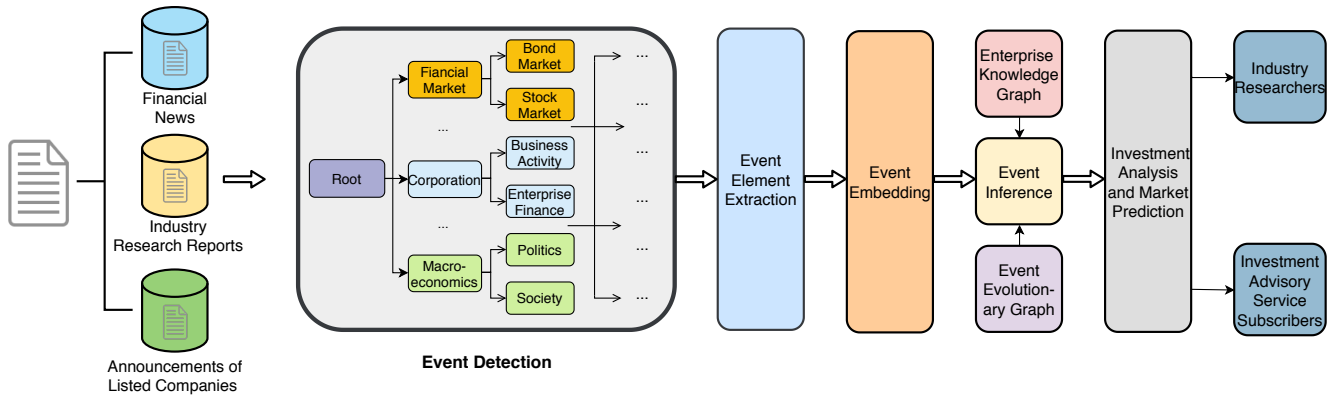 Financial
News
Industry
Research Reports
Announcements of
Listed Companies
Root
Fiancial
Market
...
Corporation
...
Macro-
economics
Bond
Market
Stock
Market
Business
Activity
Enterprise
Finance
Politics
Society
...
...
...
...
...
...
Event Detection
Event
Element
Extraction
Event
Embedding
Enterprise
Knowledge
Graph
Event
Inference
Event
Evolution-
ary Graph
Investment
Analysis
and Market
Prediction
Industry
Researchers
Investment
Advisory
Service
Subscribers